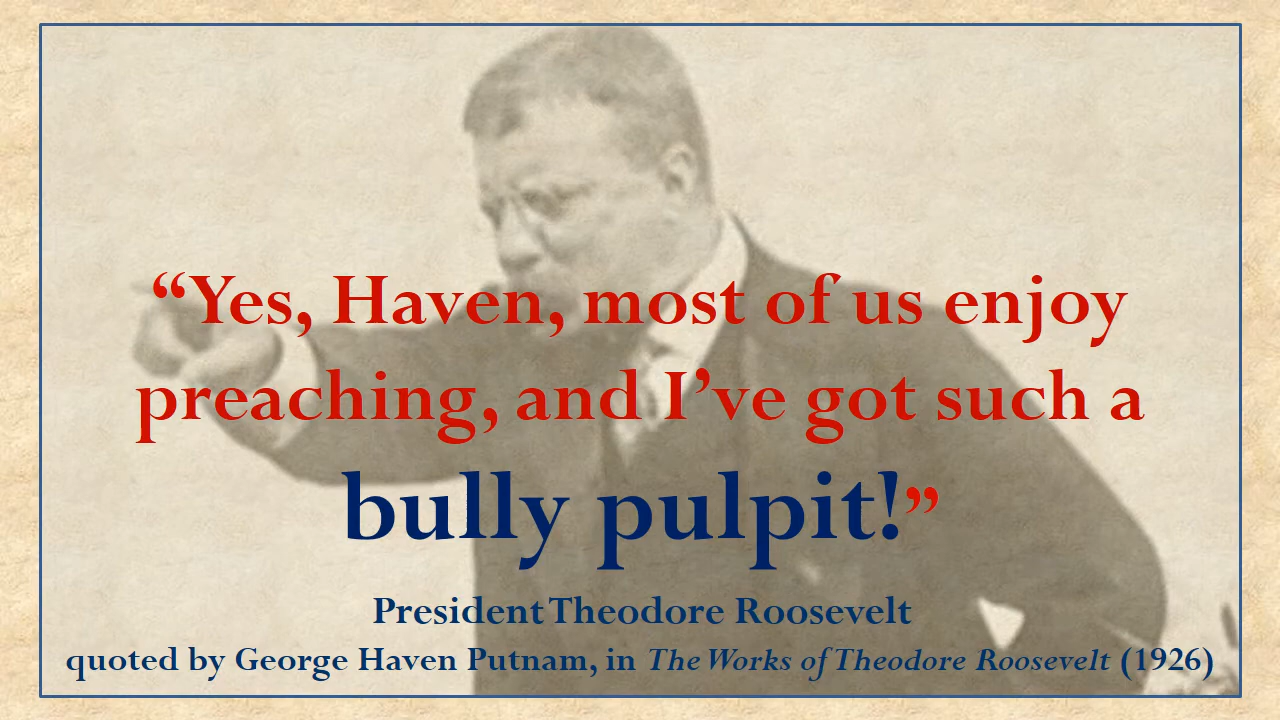 “Yes, Haven, most of us enjoy
preaching, and I’ve got such a
bully pulpit!”
President Theodore Roosevelt
quoted by George Haven Putnam, in The Works of Theodore Roosevelt (1926)